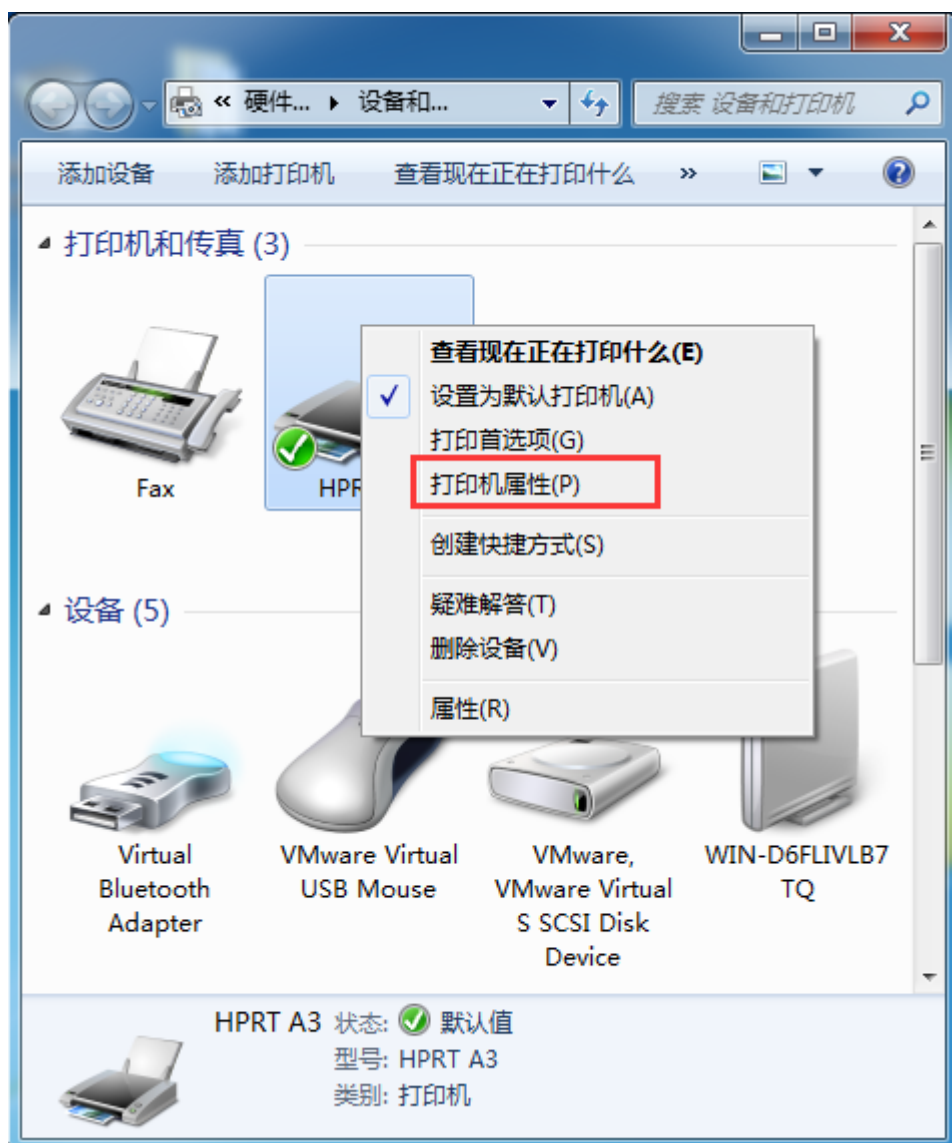 « 硬件... ▶ 设备和...
搜索 设备和打印机
添加设备 添加打印机 查看现在正在打印什么 »
打印机和传真 (3)
查看现在正在打印什么(E)
设置为默认打印机(A)
打印首选项(G)
打印机属性(P)
创建快捷方式(S)
疑难解答(T)
删除设备(V)
属性(R)
Fax
HPR
设备 (5)
Virtual
Bluetooth
Adapter
VMware Virtual
USB Mouse
VMware,
VMware Virtual
S SCSI Disk
Device
WIN-D6FLIVLB7
TQ
HPRT A3 状态: 默认值
型号: HPRT A3
类别: 打印机